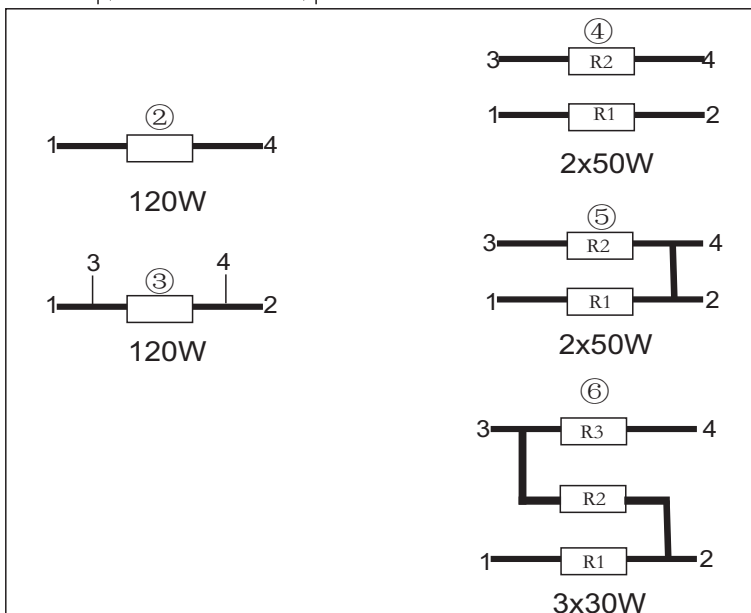 ②
1 4
120W
3 4
③
1 2
120W
④
3 R2 4
1 R1 2
2x50W
⑤
3 R2 4
1 R1 2
2x50W
⑥
3 R3 4
R2
1 R1 2
3x30W